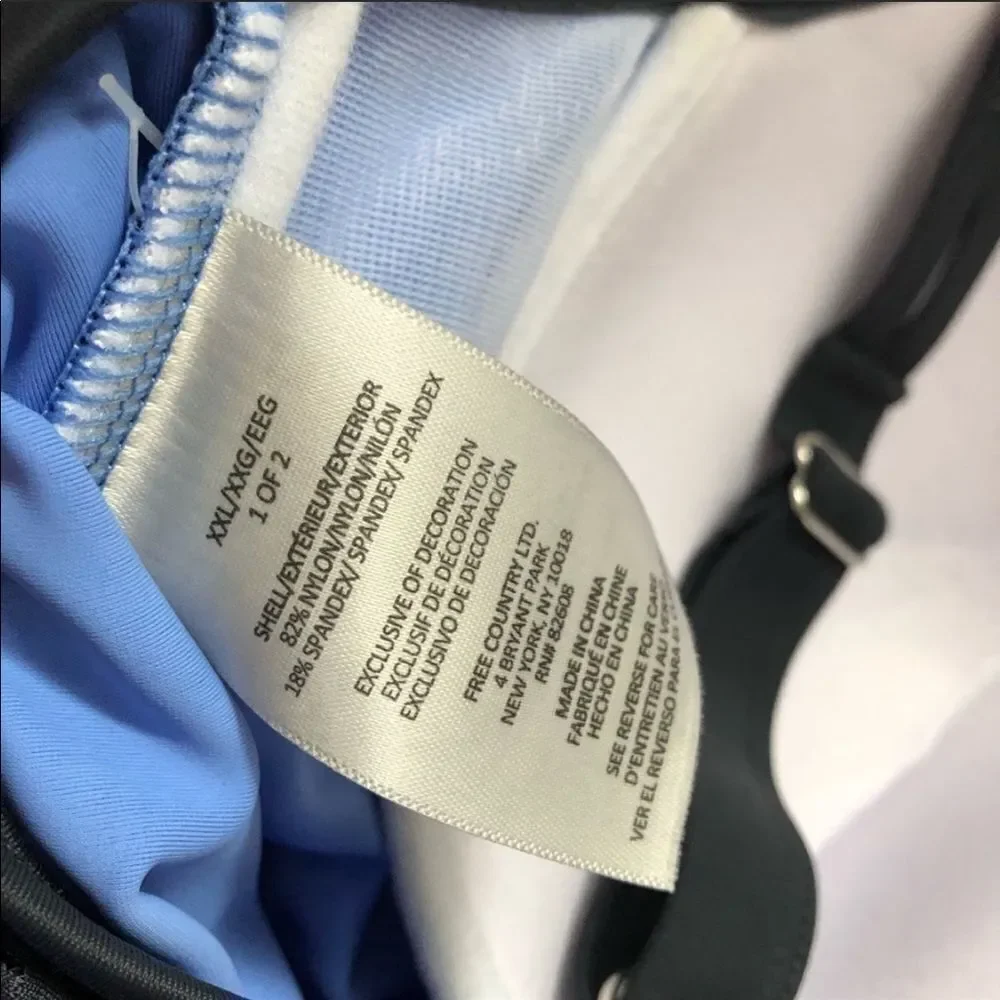 XXL/XXG/EEG
1 OF 2
SHELL/EXTÉRIEUR/EXTERIOR
82% NYLON/NYLON/NILÓN
18% SPANDEX/ SPANDEX/ SPANDEX
EXCLUSIVE OF DECORATION
EXCLUSIF DE DÉCORATION
EXCLUSIVO DE DECORACIÓN
FREE COUNTRY LTD.
4 BRYANT PARK
NEW YORK, NY 10018
RN# 82608
MADE IN CHINA
FABRIQUÉ EN CHINE
HECHO EN CHINA
SEE REVERSE FOR CARE
D'ENTRETIEN AU
VER EL REVERSO PARA